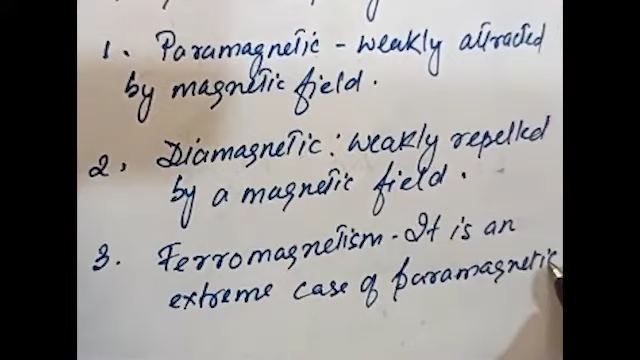 1. Paramagnetic - weakly attracted
by magnetic field.
2. Diamagnetic : weakly repelled
by a magnetic field.
3. Ferromagnetism - It is an
extreme case of paramagnetic